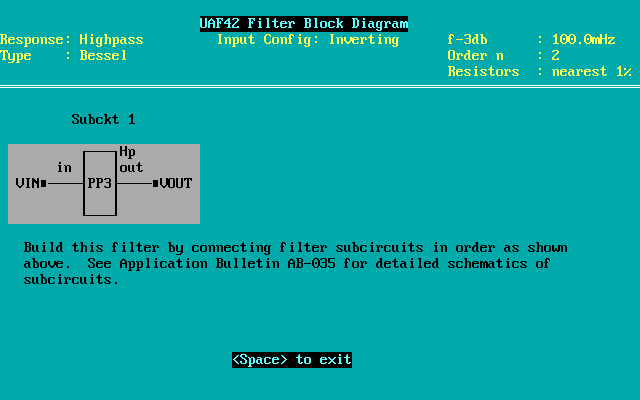 UAF42 Filter Block Diagram
Response: Highpass Input Config: Inverting f-3db : 100.0mHz
Type : Bessel Order n : 2
Resistors : nearest 1%
Subckt 1
Hp
in out
VIN PP3 VOUT
Build this filter by connecting filter subcircuits in order as shown
above. See Application Bulletin AB-035 for detailed schematics of
subcircuits.
<Space> to exit